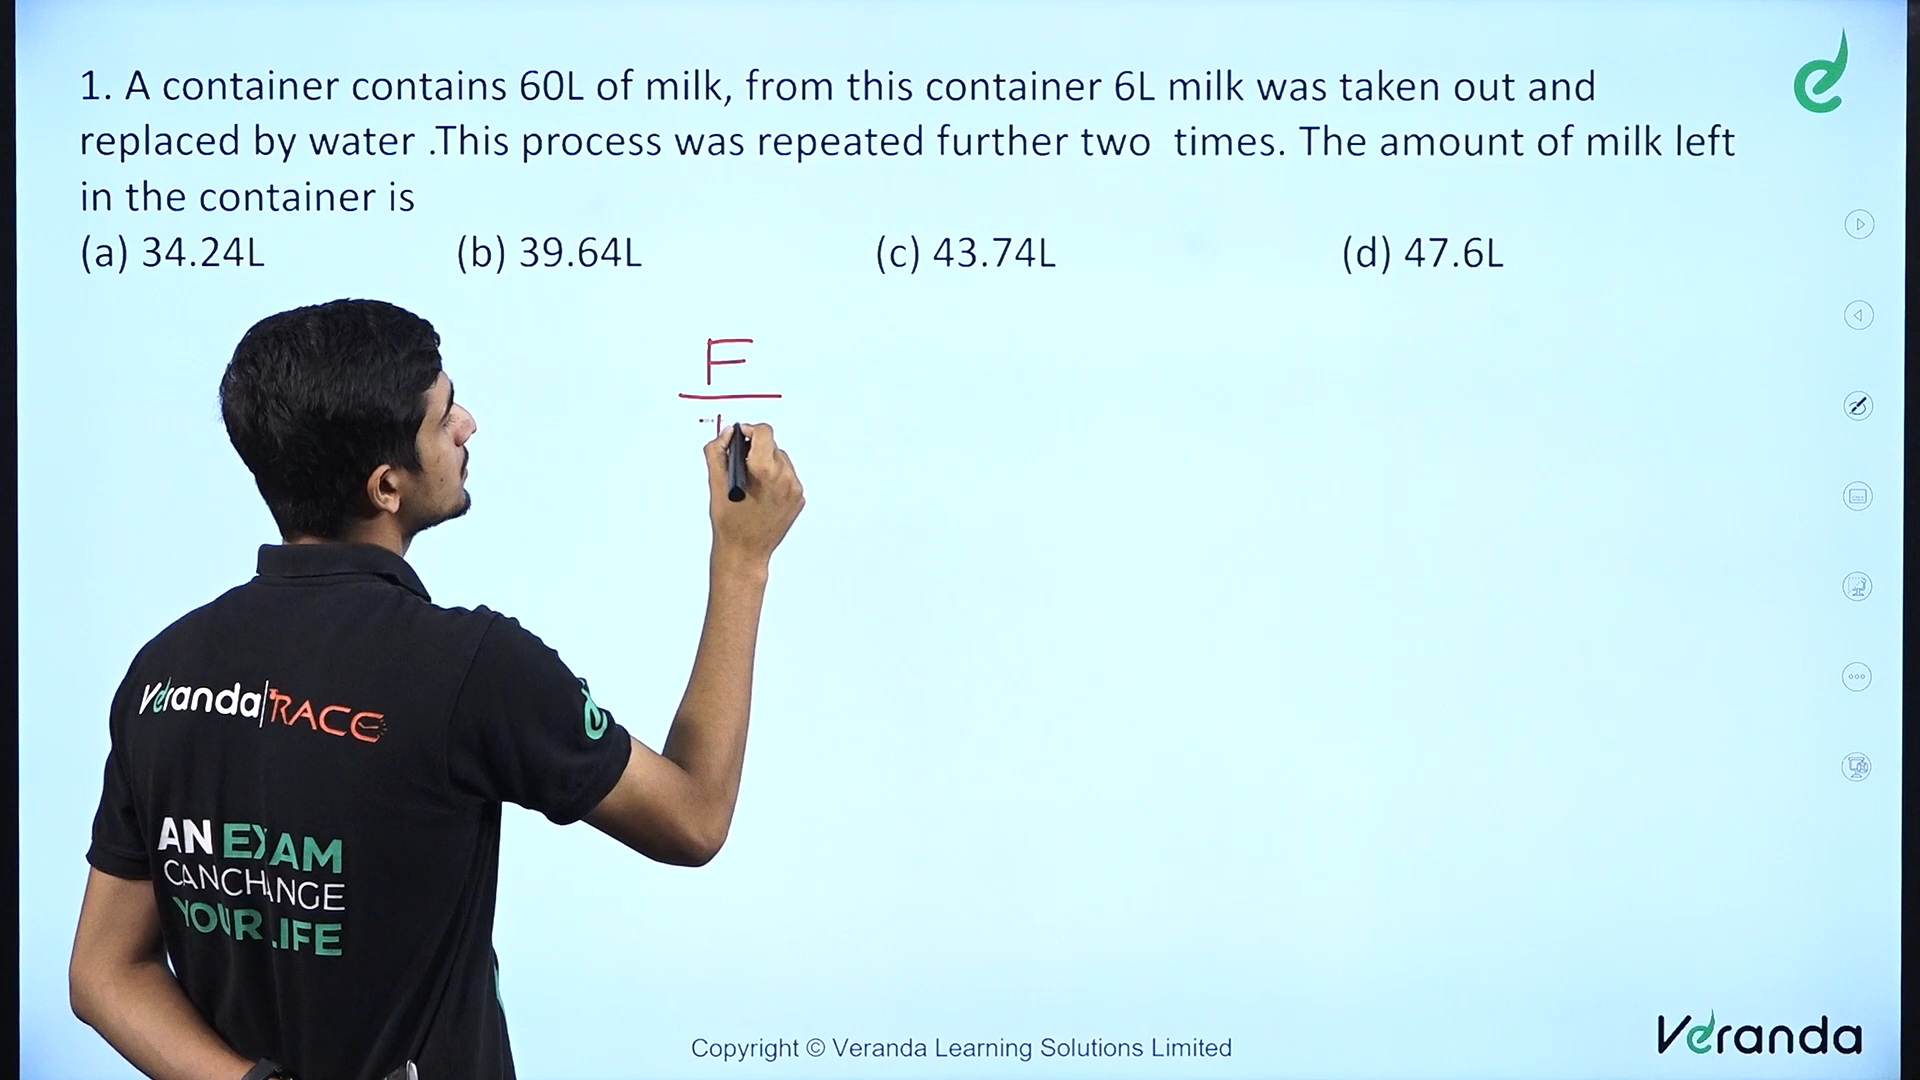 1. A container contains 60L of milk, from this container 6L milk was taken out and
replaced by water .This process was repeated further two times. The amount of milk left
in the container is
(a) 34.24L (b) 39.64L (c) 43.74L (d) 47.6L
F
Veranda|RACE
AN EXAM
CAN CHANGE
YOUR LIFE
Veranda
Copyright © Veranda Learning Solutions Limited